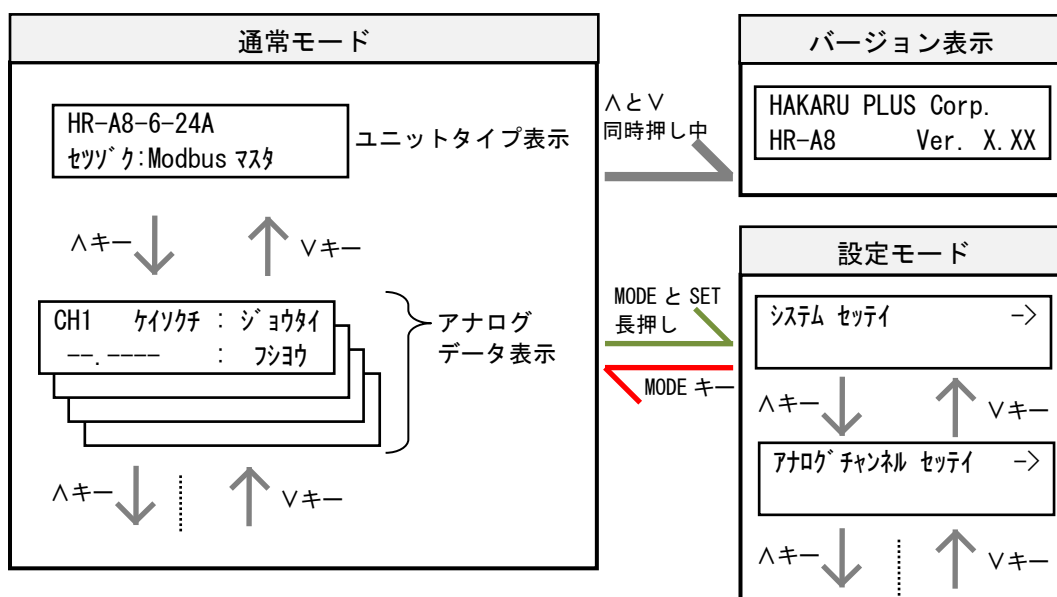 通常モード
HR-A8-6-24A
ｾﾂｿﾞｸ:Modbus ﾏｽﾀ
ユニットタイプ表示
∧キー
∨キー
CH1 ｹｲｿｸﾁ : ｼﾞｮｳﾀｲ
--.---- : ﾌｼﾖｳ
アナログ
データ表示
∧キー
∨キー
∧と∨
同時押し中
MODE と SET
長押し
MODE キー
バージョン表示
HAKARU PLUS Corp.
HR-A8 Ver. X.XX
設定モード
ｼｽﾃﾑ ｾｯﾃｲ ->
∧キー
∨キー
ｱﾅﾛｸﾞﾁｬﾝﾈﾙ ｾｯﾃｲ ->
∧キー
∨キー